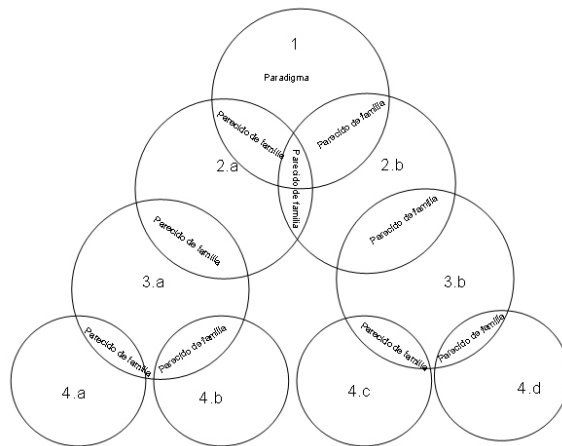 1
Paradigma
Parecido de familia
Parecido de familia
Parecido de familia
2.a
2.b
Parecido de familia
Parecido de familia
3.a
3.b
Parecido de familia
Parecido de familia
Parecido de familia
Parecido de familia
4.a
4.b
4.c
4.d